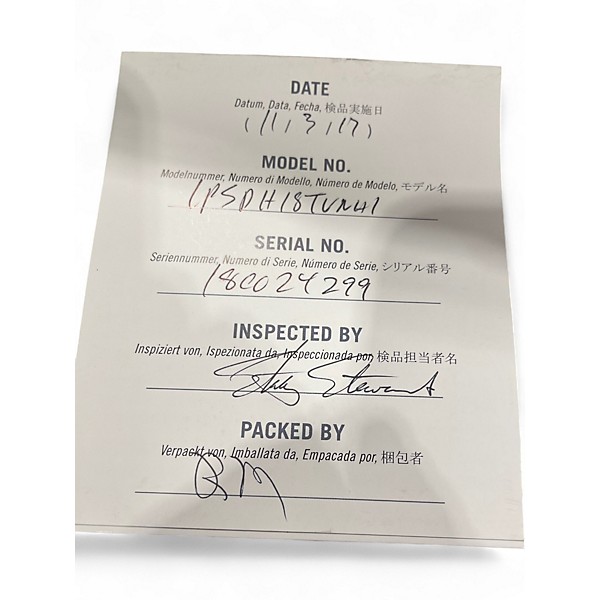 DATE
Datum, Data, Fecha, 検品実施日
(11/3/17)
MODEL NO.
Modelnummer, Numero di Modello, Número de Modelo, モデル名
LPSDH18TVNH1
SERIAL NO.
Seriennummer, Numero di Serie, Número de Serie, シリアル番号
180024299
INSPECTED BY
Inspiziert von, Ispezionata da, Inspeccionada por, 検品担当者名
Stewart
PACKED BY
Verpackt von, Imballata da, Empacada por, 梱包者